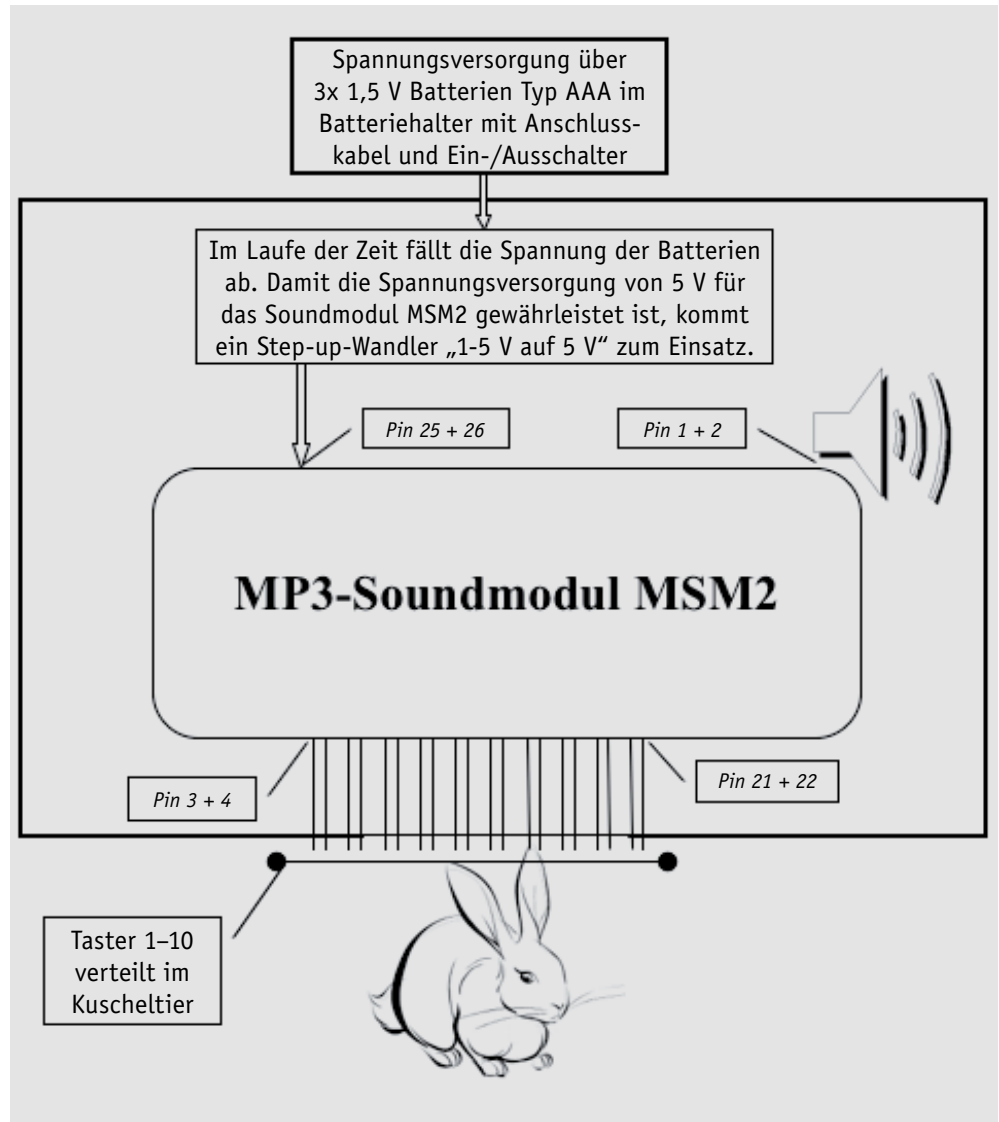 Spannungsversorgung über
3x 1,5 V Batterien Typ AAA im
Batteriehalter mit Anschluss-
kabel und Ein-/Ausschalter
Im Laufe der Zeit fällt die Spannung der Batterien
ab. Damit die Spannungsversorgung von 5 V für
das Soundmodul MSM2 gewährleistet ist, kommt
ein Step-up-Wandler „1-5 V auf 5 V“ zum Einsatz.
Pin 25 + 26
Pin 1 + 2
MP3-Soundmodul MSM2
Pin 3 + 4
Pin 21 + 22
Taster 1–10
verteilt im
Kuscheltier